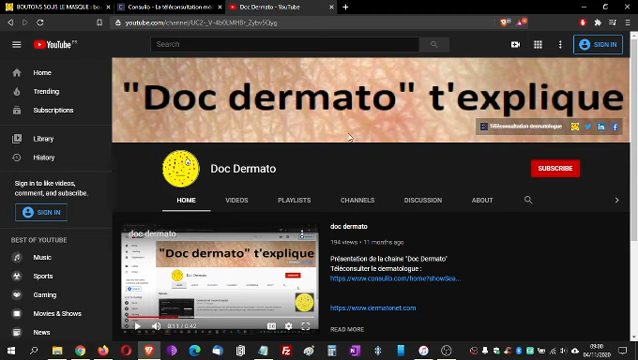 BOUTONS SOUS LE MASQUE :
Consulib - La téléconsultation mé
Doc Dermato - YouTube
YouTube
Search
SIGN IN
Home
Trending
Subscriptions
Library
History
Sign in to like videos,
comment, and subscribe.
SIGN IN
BEST OF YOUTUBE
Music
Sports
Gaming
Movies & Shows
News
"Doc dermato" t'explique
Téléconsultation dermatologue
Doc Dermato
SUBSCRIBE
HOME
VIDEOS
PLAYLISTS
CHANNELS
DISCUSSION
ABOUT
doc dermato
"Doc dermato" t'explique
Doc Dermato
0:11 / 0:42
doc dermato
194 views • 11 months ago
Présentation de la chaine "Doc Dermato"
Téléconsulter le dermatologue :
https://www.consulib.com/home?showSea...
https://www.dermatonet.com
READ MORE
09:00
04/11/2020